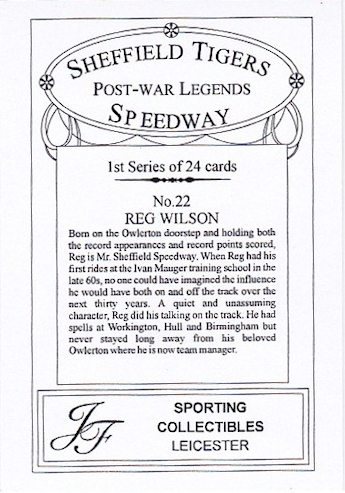 SHEFFIELD TIGERS
POST-WAR LEGENDS
SPEEDWAY
1st Series of 24 cards
No.22
REG WILSON
Born on the Owlerton doorstep and holding both
the record appearances and record points scored,
Reg is Mr. Sheffield Speedway. When Reg had his
first rides at the Ivan Mauger training school in the
late 60s, no one could have imagined the influence
he would have both on and off the track over the
next thirty years. A quiet and unassuming
character, Reg did his talking on the track. He had
spells at Workington, Hull and Birmingham but
never stayed away long from his beloved
Owlerton where he is now team manager.
JF
SPORTING
COLLECTIBLES
LEICESTER